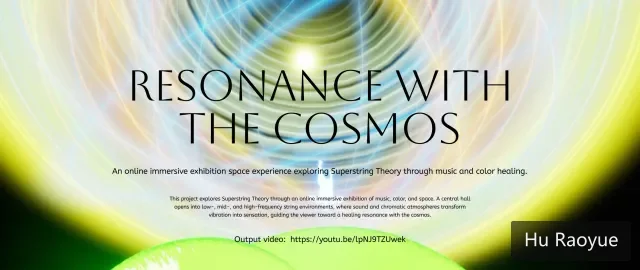 RESONANCE WITH
THE COSMOS
An online immersive exhibition space experience exploring Superstring Theory through music and color healing.
This project explores Superstring Theory through an online immersive exhibition of music, color, and space. A central hall
opens into low-, mid-, and high-frequency string environments, where sound and chromatic atmospheres transform
vibration into sensation, guiding the viewer toward a healing resonance with the cosmos.
Output video: https://youtu.be/lpNJ9TZUwek
Hu Raoyue